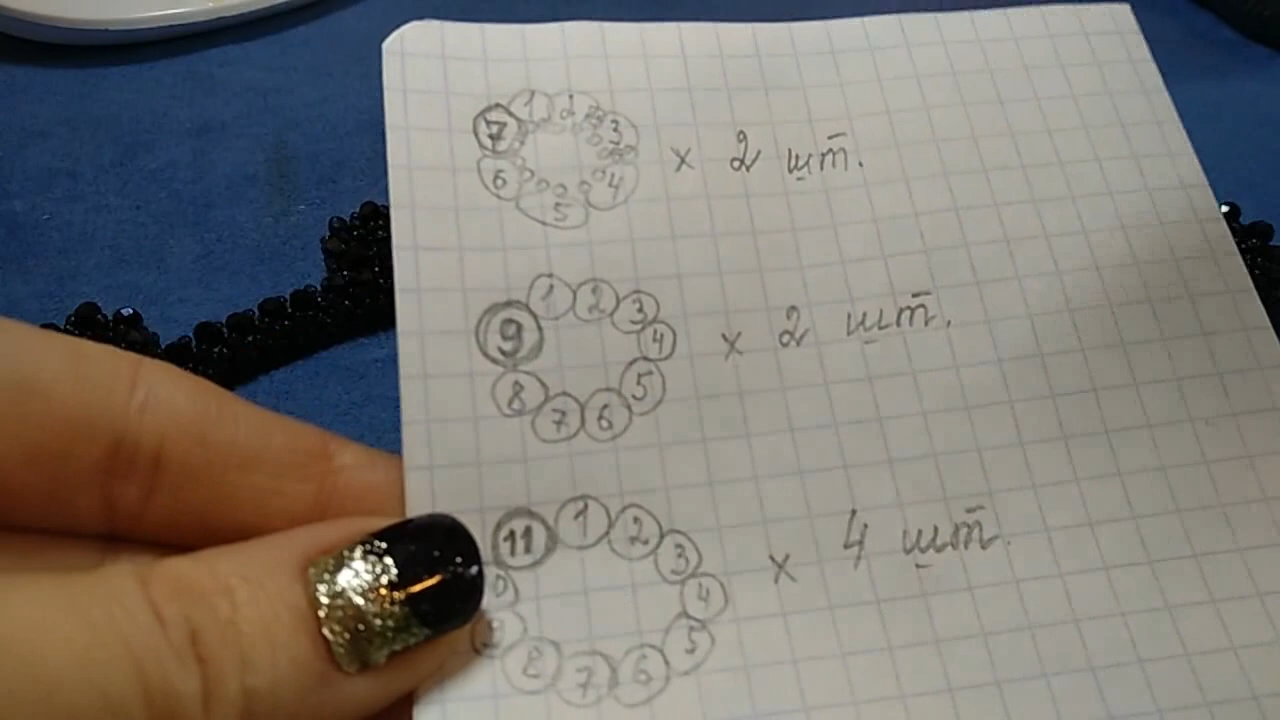 1 2 3 4 5 6 7 x 2 шт.
1 2 3 4 5 6 7 8 9 x 2 шт.
11 1 2 3 4 5 6 7 8 x 4 шт.